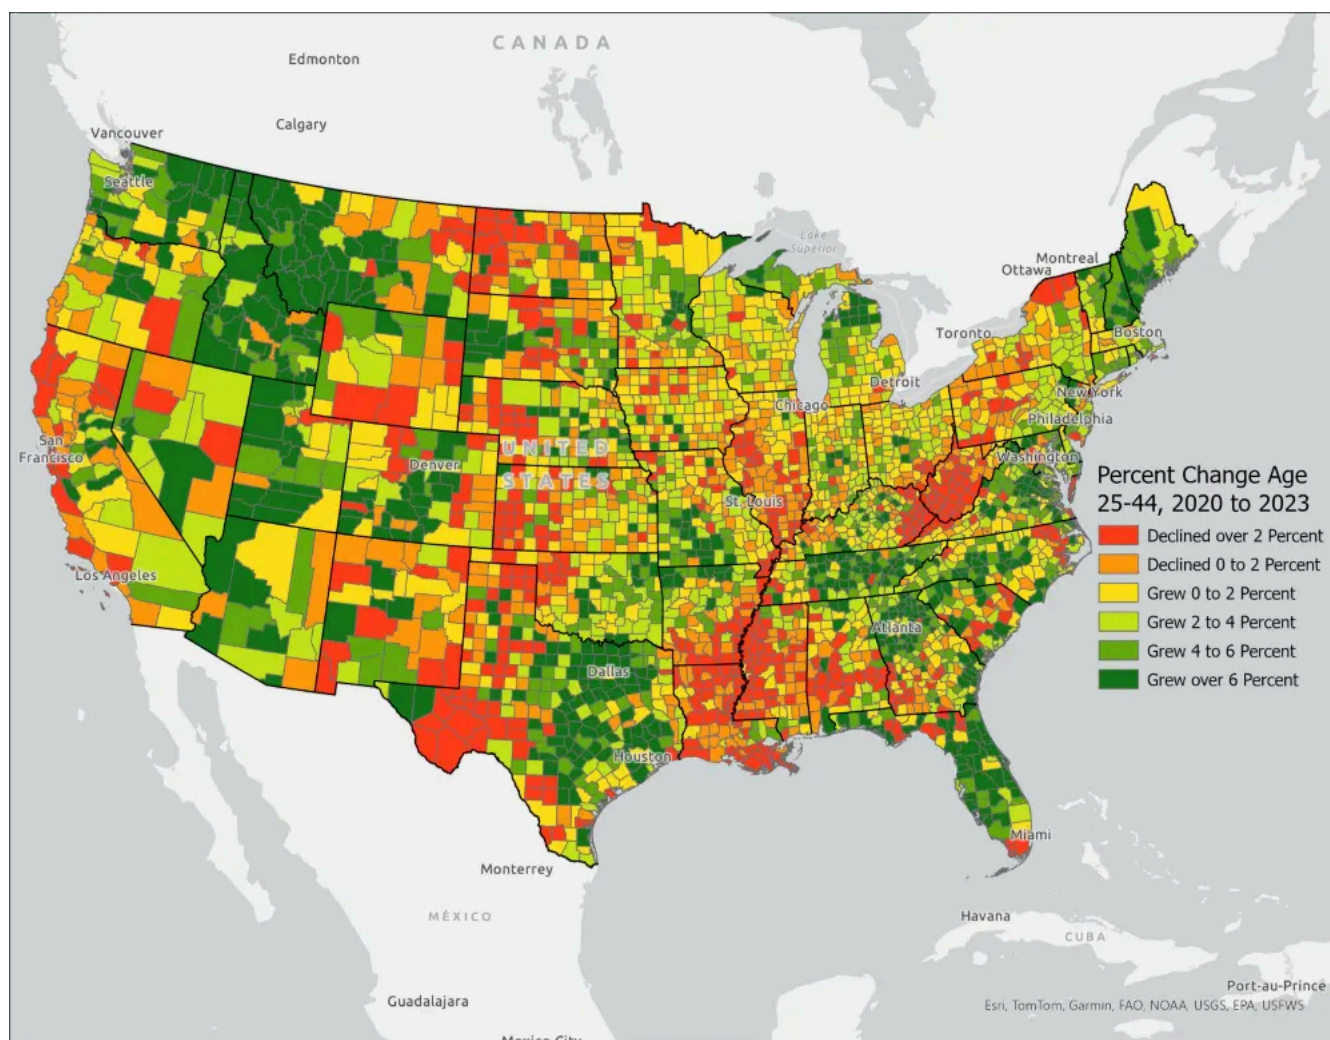 CANADA
Edmonton
Calgary
Vancouver
Seattle
Lake
Superior
Montreal
Ottawa
Toronto
Boston
Detroit
New York
Chicago
Philadelphia
San
Francisco
Denver
UNITED
STATES
Washington
St. Louis
Percent Change Age
25-44, 2020 to 2023
Declined over 2 Percent
Declined 0 to 2 Percent
Grew 0 to 2 Percent
Grew 2 to 4 Percent
Grew 4 to 6 Percent
Grew over 6 Percent
Los Angeles
Atlanta
Dallas
Houston
Miami
Monterrey
MÉXICO
Havana
CUBA
Port-au-Prince
Guadalajara
Esri, TomTom, Garmin, FAO, NOAA, USGS, EPA, USFWS
Mexico City